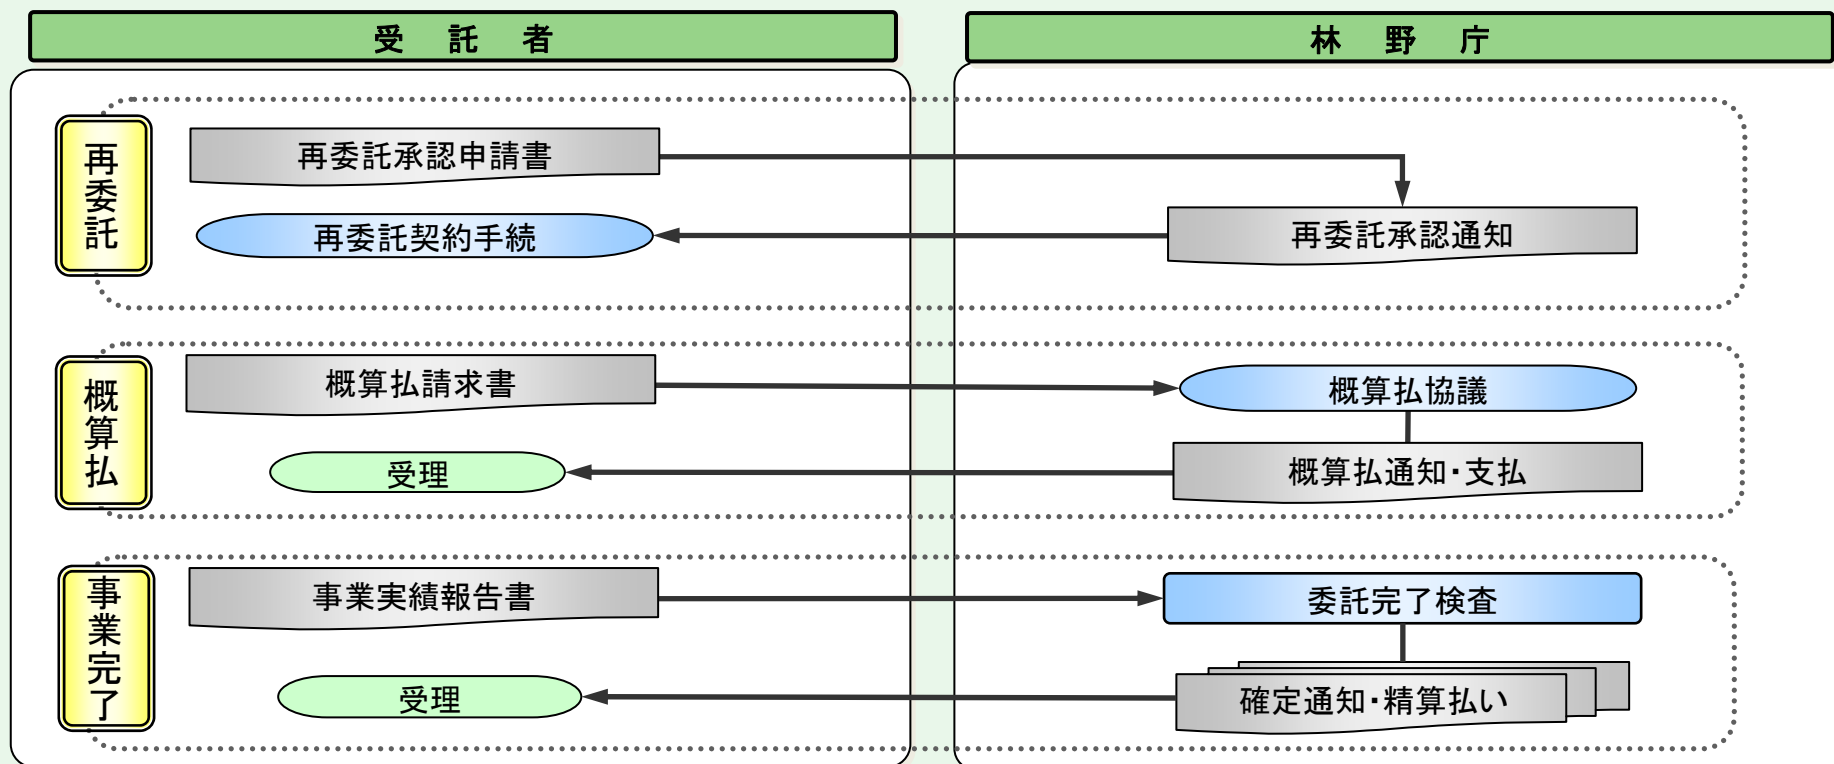 受 託 者
林 野 庁
再委託
再委託承認申請書
再委託契約手続
再委託承認通知
概算払
概算払請求書
概算払協議
受理
概算払通知・支払
事業完了
事業実績報告書
委託完了検査
受理
確定通知・精算払い